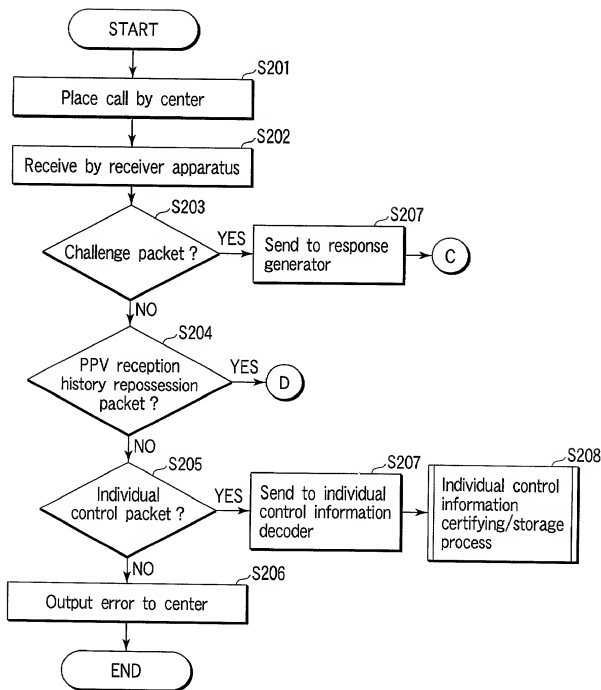 START
S201
Place call by center
S202
Receive by receiver apparatus
S203
Challenge packet ?
YES
S207
Send to response
generator
C
NO
S204
PPV reception
history repossession
packet ?
YES
D
NO
S205
Individual
control packet ?
YES
S207
Send to individual
control information
decoder
S208
Individual control
information
certifying/storage
process
NO
S206
Output error to center
END